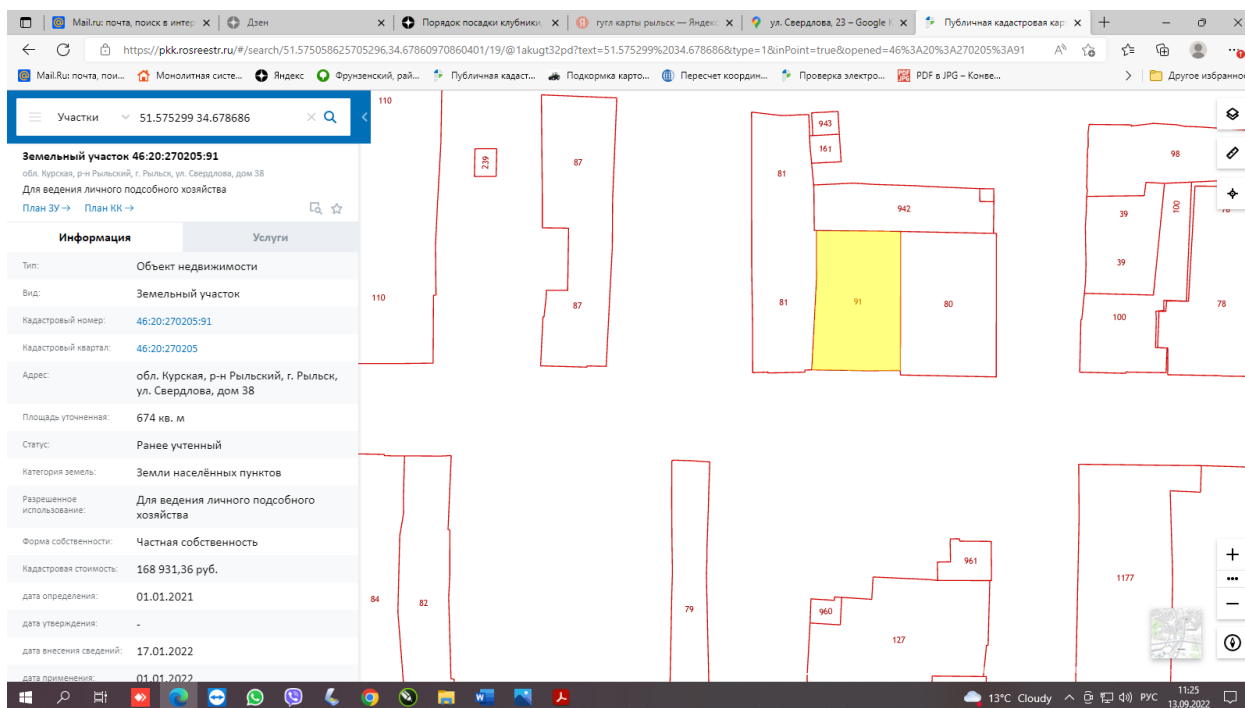 Mail.ru: почта, поиск в интер
Дзен
Порядок посадки клубники,
гугл карты рыльск — Яндекс
ул. Свердлова, 23 – Google К
Публичная кадастровая кар
https://pkk.rosreestr.ru/#/search/51.575058625705296,34.67860970860401/19/@1akugt32pd?text=51.575299%2034.678686&type=1&inPoint=true&opened=46%3A20%3A270205%3A91
Mail.Ru: почта, пои...
Монолитная систе...
Яндекс
Фрунзенский, рай...
Публичная кадаст...
Подкормка карто...
Пересчет координ...
Проверка электро...
PDF в JPG – Конве...
Другое избранное
Участки
51.575299 34.678686
Земельный участок 46:20:270205:91
обл. Курская, р-н Рыльский, г. Рыльск, ул. Свердлова, дом 38
Для ведения личного подсобного хозяйства
План ЗУ →
План КК →
Информация
Услуги
Тип: Объект недвижимости
Вид: Земельный участок
Кадастровый номер: 46:20:270205:91
Кадастровый квартал: 46:20:270205
Адрес: обл. Курская, р-н Рыльский, г. Рыльск,
ул. Свердлова, дом 38
Площадь уточненная: 674 кв. м
Статус: Ранее учтенный
Категория земель: Земли населённых пунктов
Разрешенное
использование:
Для ведения личного подсобного
хозяйства
Форма собственности: Частная собственность
Кадастровая стоимость: 168 931,36 руб.
дата определения: 01.01.2021
дата утверждения: -
дата внесения сведений: 17.01.2022
дата применения: 01.01.2022
110
239
87
943
161
81
942
98
39
100
78
39
110
87
81
91
80
100
78
84
82
79
961
960
127
1177
13°C Cloudy
РУС
11:25
13.09.2022